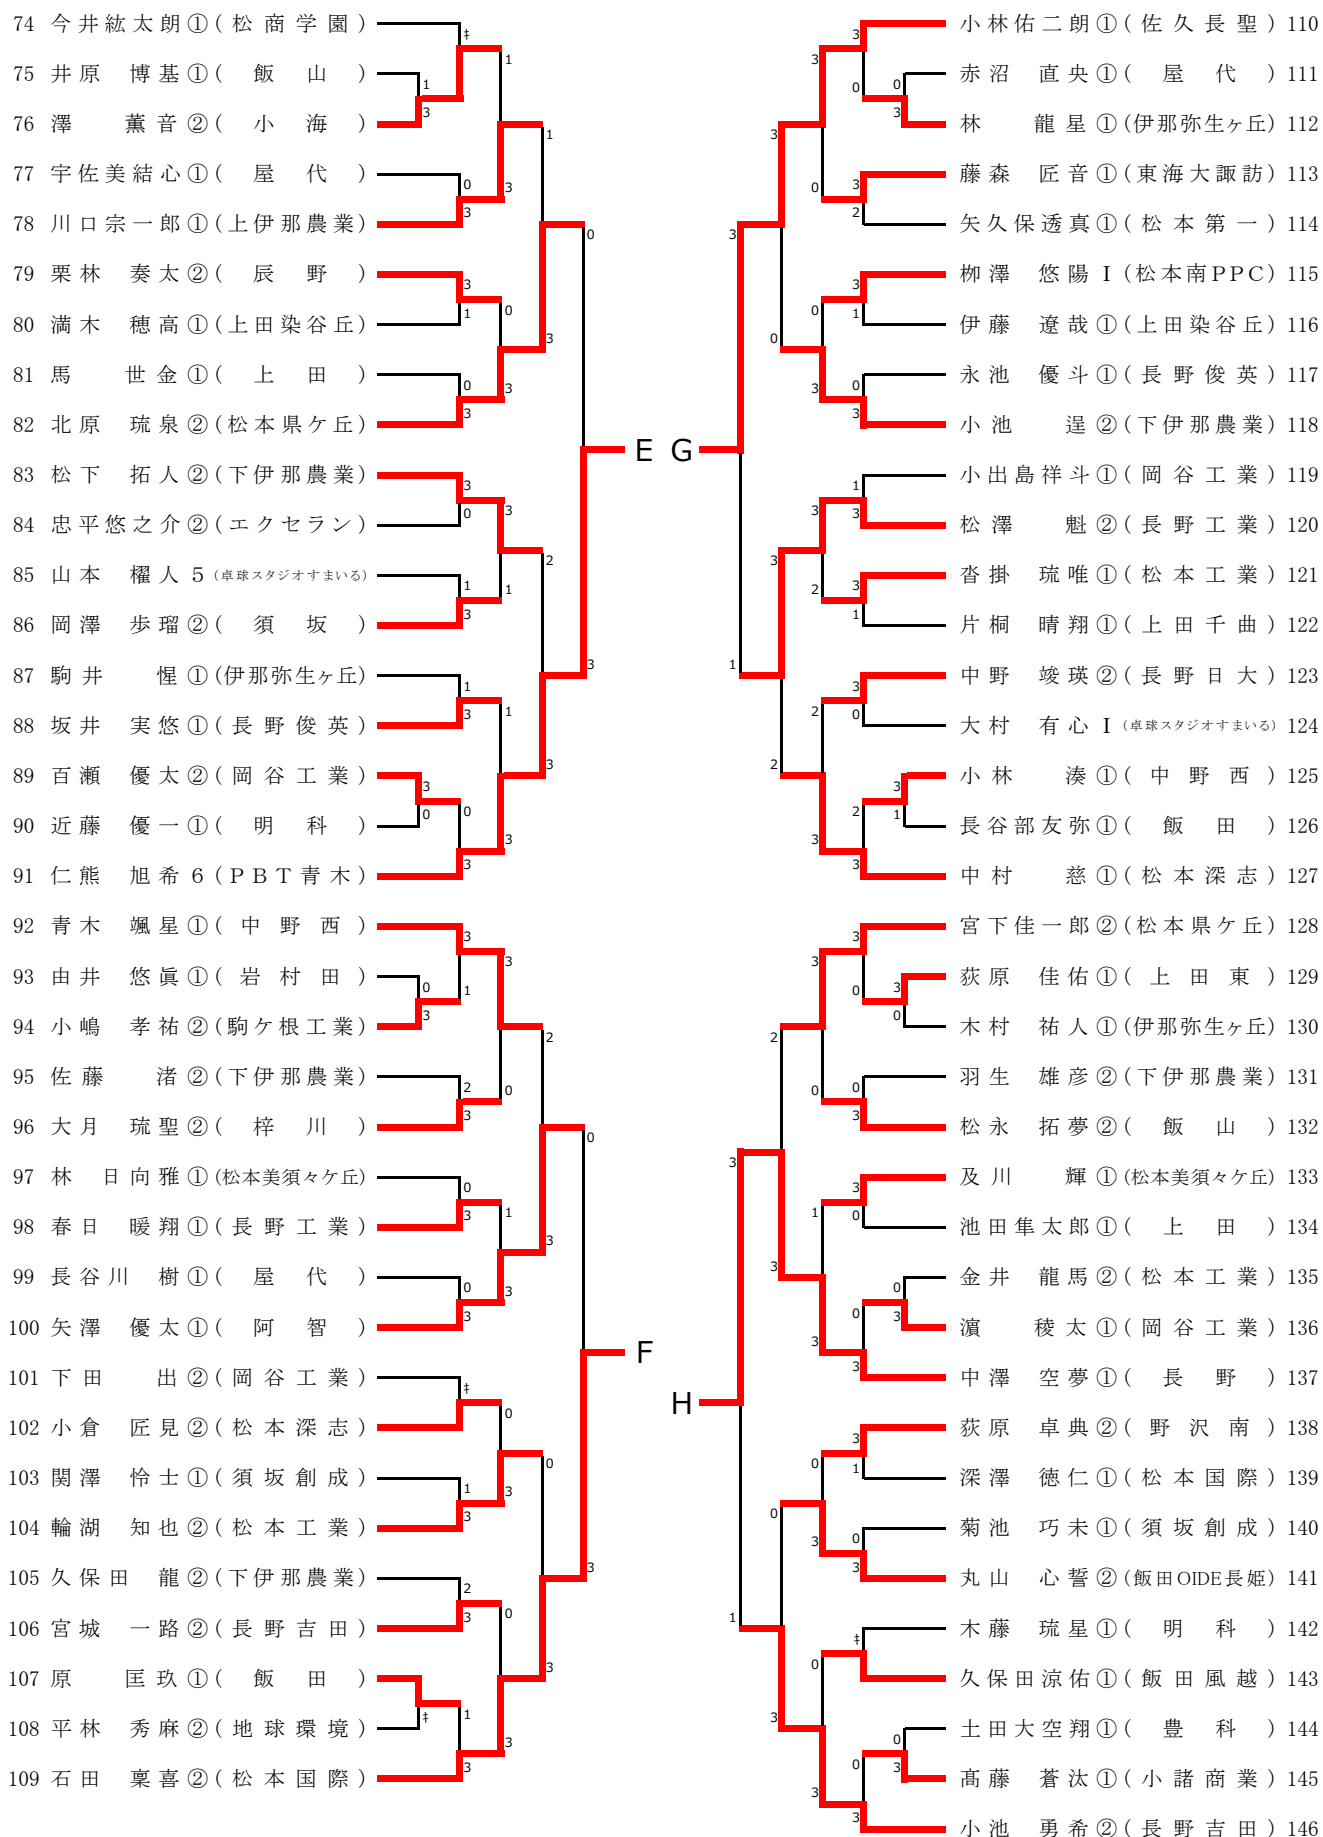 74 今井紘太朗①(松商学園)
75 井原 博基①(飯山)
76 澤 薫音②(小海)
77 宇佐美結心①(屋代)
78 川口宗一郎①(上伊那農業)
79 栗林 奏太②(辰野)
80 満木 穂高①(上田染谷丘)
81 馬 世金①(上田)
82 北原 琉泉②(松本県ケ丘)
83 松下 拓人②(下伊那農業)
84 忠平悠之介②(エクセラン)
85 山本 櫂人 5(卓球スタジオすまいる)
86 岡澤 歩瑠②(須坂)
87 駒井 惺①(伊那弥生ヶ丘)
88 坂井 実悠①(長野俊英)
89 百瀬 優太②(岡谷工業)
90 近藤 優一①(明科)
91 仁熊 旭希 6(PBT青木)
92 青木 颯星①(中野西)
93 由井 悠眞①(岩村田)
94 小嶋 孝祐②(駒ケ根工業)
95 佐藤 渚②(下伊那農業)
96 大月 琉聖②(梓川)
97 林 日向雅①(松本美須々ケ丘)
98 春日 暖翔①(長野工業)
99 長谷川 樹①(屋代)
100 矢澤 優太①(阿智)
101 下田 出②(岡谷工業)
102 小倉 匠見②(松本深志)
103 関澤 怜士①(須坂創成)
104 輪湖 知也②(松本工業)
105 久保田 龍②(下伊那農業)
106 宮城 一路②(長野吉田)
107 原 匡玖①(飯田)
108 平林 秀麻②(地球環境)
109 石田 稟喜②(松本国際)
E
F
G
H
小林佑二朗①(佐久長聖) 110
赤沼 直央①(屋代) 111
林 龍星①(伊那弥生ヶ丘) 112
藤森 匠音①(東海大諏訪) 113
矢久保透真①(松本第一) 114
栁澤 悠陽 I(松本南PPC) 115
伊藤 遼哉①(上田染谷丘) 116
永池 優斗①(長野俊英) 117
小池 逞②(下伊那農業) 118
小出島祥斗①(岡谷工業) 119
松澤 魁②(長野工業) 120
沓掛 琉唯①(松本工業) 121
片桐 晴翔①(上田千曲) 122
中野 竣瑛②(長野日大) 123
大村 有心 I(卓球スタジオすまいる) 124
小林 湊①(中野西) 125
長谷部友弥①(飯田) 126
中村 慈①(松本深志) 127
宮下佳一郎②(松本県ケ丘) 128
荻原 佳佑①(上田東) 129
木村 祐人①(伊那弥生ヶ丘) 130
羽生 雄彦②(下伊那農業) 131
松永 拓夢②(飯山) 132
及川 輝①(松本美須々ケ丘) 133
池田隼太郎①(上田) 134
金井 龍馬②(松本工業) 135
濵 稜太①(岡谷工業) 136
中澤 空夢①(長野) 137
荻原 卓典②(野沢南) 138
深澤 徳仁①(松本国際) 139
菊池 巧未①(須坂創成) 140
丸山 心誓②(飯田OIDE長姫) 141
木藤 琉星①(明科) 142
久保田涼佑①(飯田風越) 143
土田大空翔①(豊科) 144
髙藤 蒼汰①(小諸商業) 145
小池 勇希②(長野吉田) 146